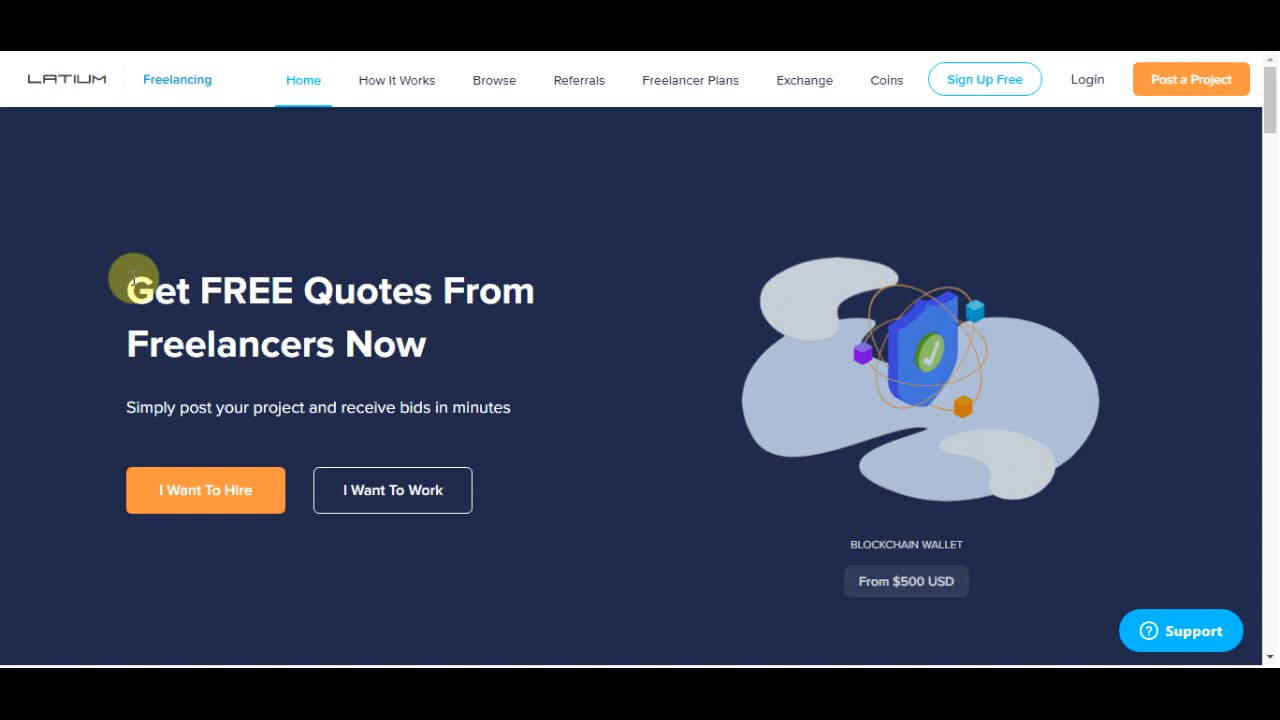 LATIUM Freelancing Home How It Works Browse Referrals Freelancer Plans Exchange Coins Sign Up Free Login Post a Project
Get FREE Quotes From
Freelancers Now
Simply post your project and receive bids in minutes
I Want To Hire I Want To Work
BLOCKCHAIN WALLET
From $500 USD
? Support